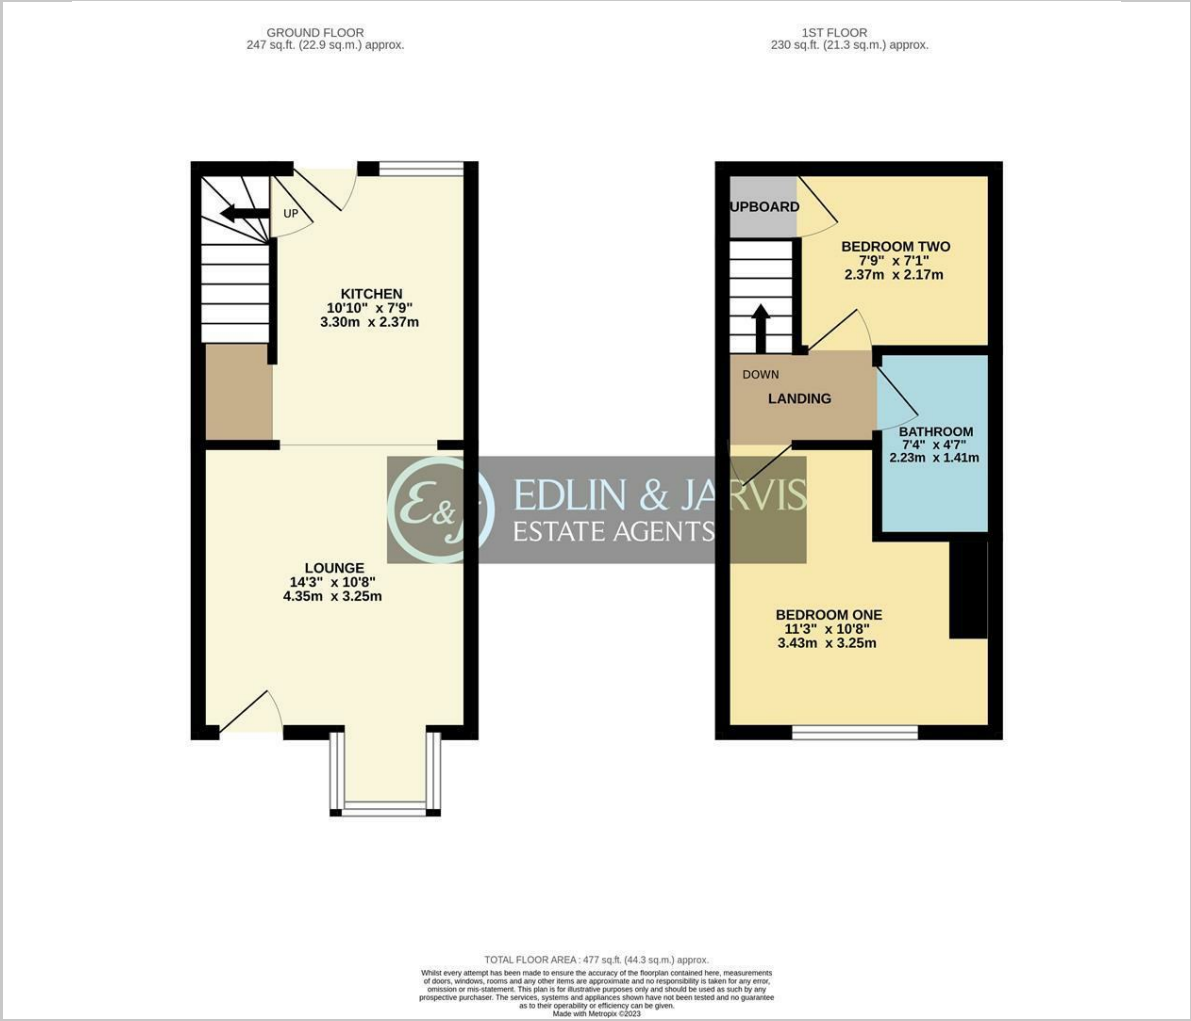 GROUND FLOOR
247 sq.ft. (22.9 sq.m.) approx.
1ST FLOOR
230 sq.ft. (21.3 sq.m.) approx.
UP
KITCHEN
10'10" x 7'9"
3.30m x 2.37m
LOUNGE
14'3" x 10'8"
4.35m x 3.25m
UPBOARD
BEDROOM TWO
7'9" x 7'1"
2.37m x 2.17m
DOWN
LANDING
BATHROOM
7'4" x 4'7"
2.23m x 1.41m
E&J
EDLIN & JARVIS
ESTATE AGENTS
BEDROOM ONE
11'3" x 10'8"
3.43m x 3.25m
TOTAL FLOOR AREA : 477 sq.ft. (44.3 sq.m.) approx.
Whilst every attempt has been made to ensure the accuracy of the floorplan contained here, measurements
of doors, windows, rooms and any other items are approximate and no responsibility is taken for any error,
omission or mis-statement. This plan is for illustrative purposes only and should be used as such by any
prospective purchaser. The services, systems and appliances shown have not been tested and no guarantee
as to their operability or efficiency can be given.
Made with Metropix ©2023